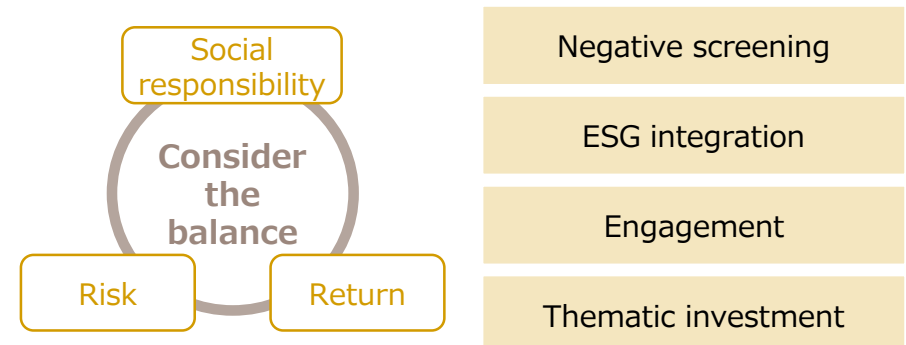 Social
responsibility
Consider
the
balance
Risk
Return
Negative screening
ESG integration
Engagement
Thematic investment